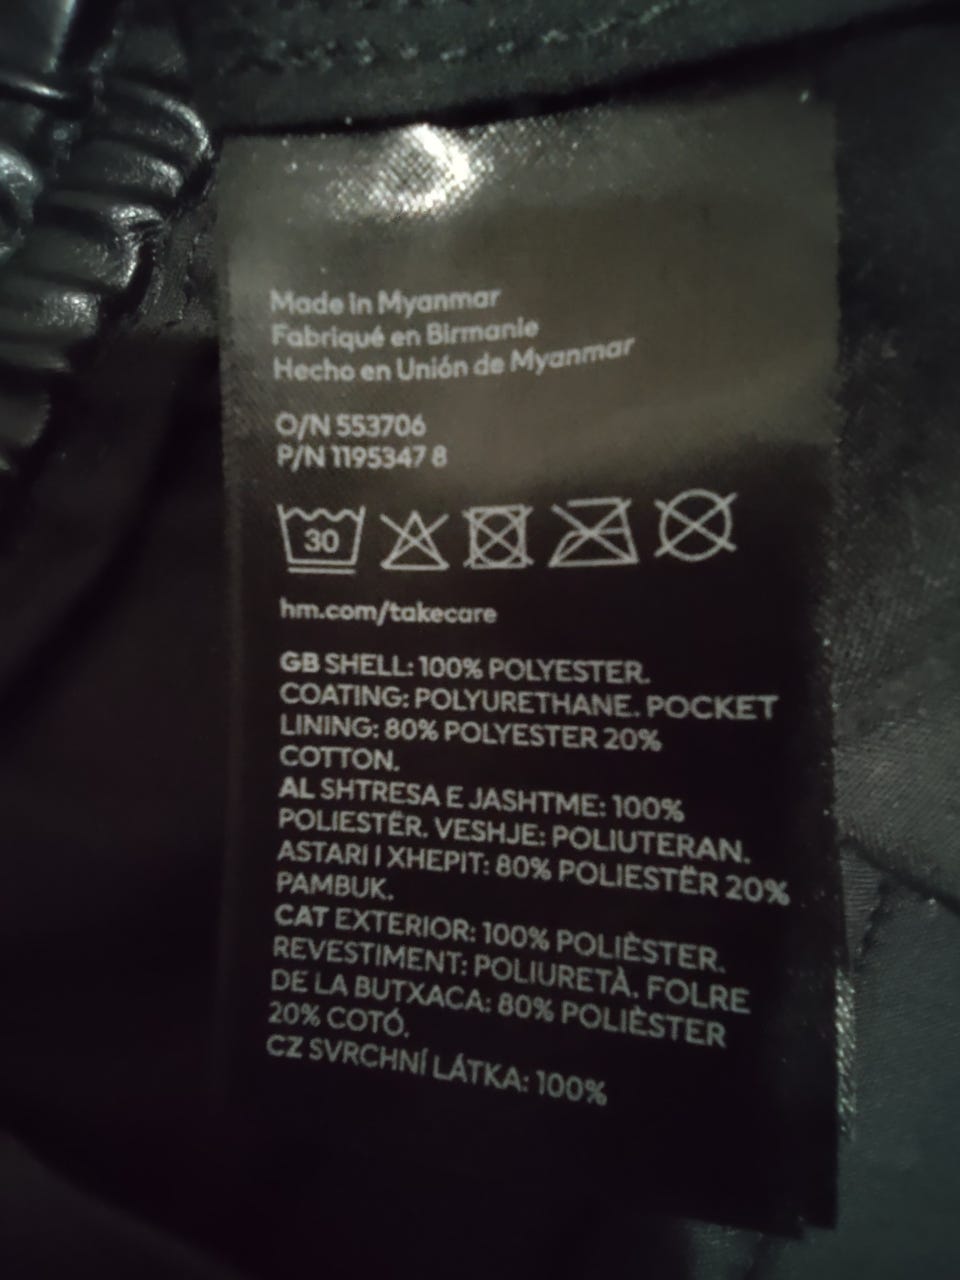 Made in Myanmar
Fabriqué en Birmanie
Hecho en Unión de Myanmar
O/N 553706
P/N 1195347 8
30
hm.com/takecare
GB SHELL: 100% POLYESTER.
COATING: POLYURETHANE. POCKET
LINING: 80% POLYESTER 20%
COTTON.
AL SHTRESA E JASHTME: 100%
POLIESTËR. VESHJE: POLIUTERAN.
ASTARI I XHEPIT: 80% POLIESTËR 20%
PAMBUK.
CAT EXTERIOR: 100% POLIÈSTER.
REVESTIMENT: POLIURETÀ. FOLRE
DE LA BUTXACA: 80% POLIÈSTER
20% COTÓ.
CZ SVRCHNÍ LÁTKA: 100%